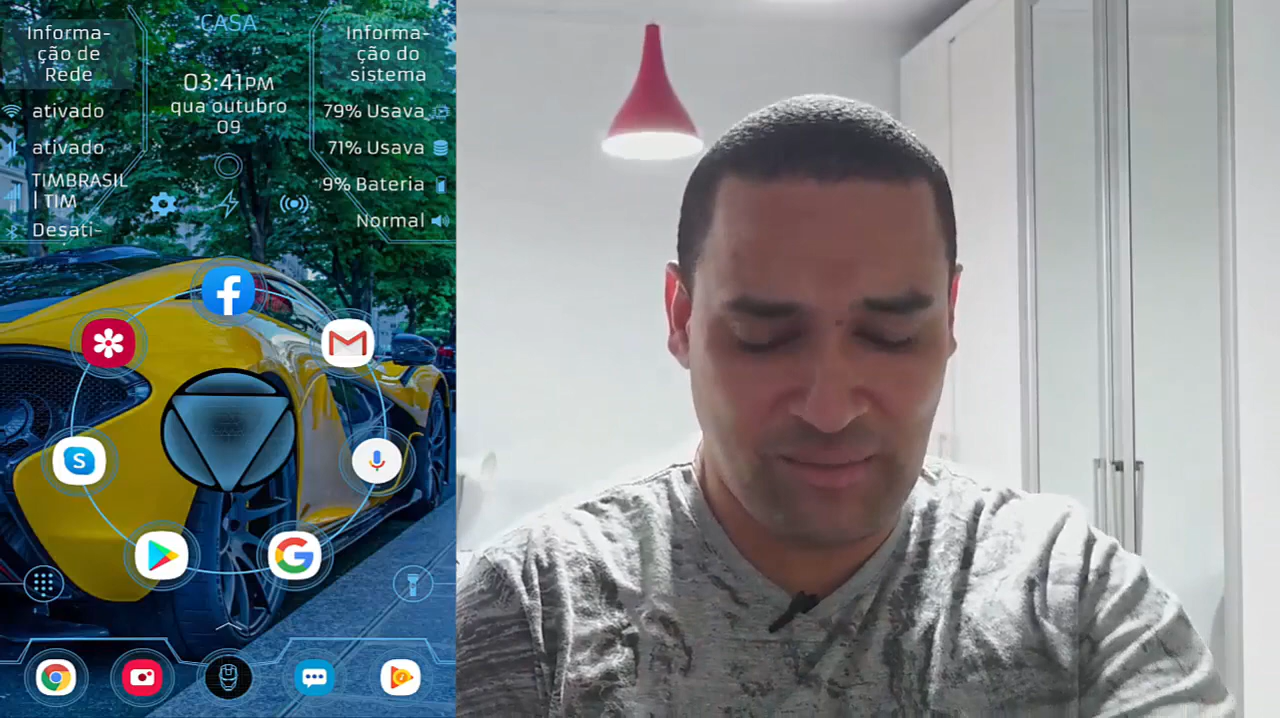 CASA
Informa-
ção de
Rede
ativado
ativado
TIMBRASIL
| TIM
Desati-
03:41PM
qua outubro
09
Informa-
ção do
sistema
79% Usava
71% Usava
9% Bateria
Normal